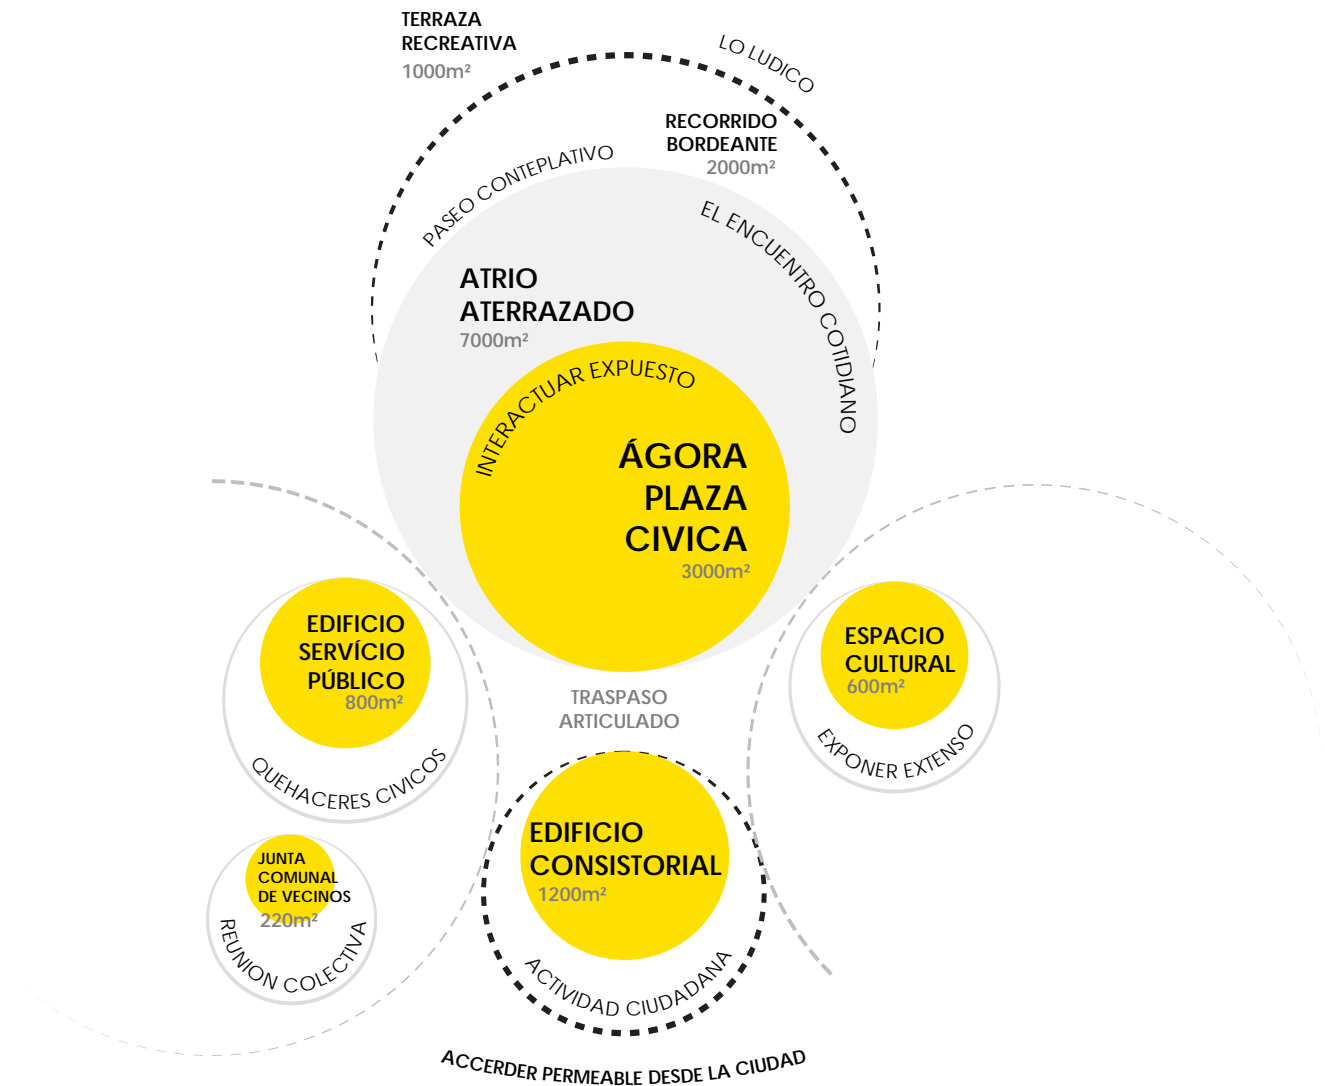 TERRAZA
RECREATIVA
1000m²
LO LUDICO
RECORRIDO
BORDEANTE
2000m²
PASEO CONTEPLATIVO
EL ENCUENTRO COTIDIANO
ATRIO
ATERRAZADO
7000m²
INTERACTUAR EXPUESTO
ÁGORA
PLAZA
CIVICA
3000m²
EDIFICIO
SERVÍCIO
PÚBLICO
800m²
QUEHACERES CIVICOS
ESPACIO
CULTURAL
600m²
EXPONER EXTENSO
TRASPASO
ARTICULADO
EDIFICIO
CONSISTORIAL
1200m²
ACTIVIDAD CIUDADANA
JUNTA
COMUNAL
DE VECINOS
220m²
REUNION COLECTIVA
ACCERDER PERMEABLE DESDE LA CIUDAD